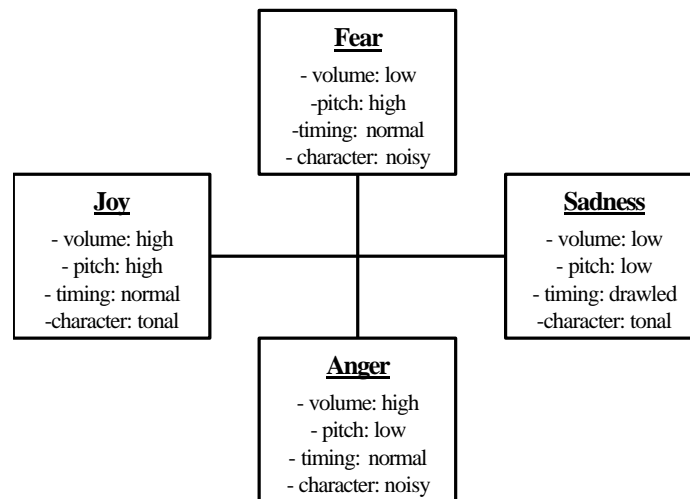 Fear
- volume: low
-pitch: high
-timing: normal
- character: noisy
Joy
- volume: high
- pitch: high
- timing: normal
-character: tonal
Sadness
- volume: low
- pitch: low
- timing: drawled
-character: tonal
Anger
- volume: high
- pitch: low
- timing: normal
- character: noisy